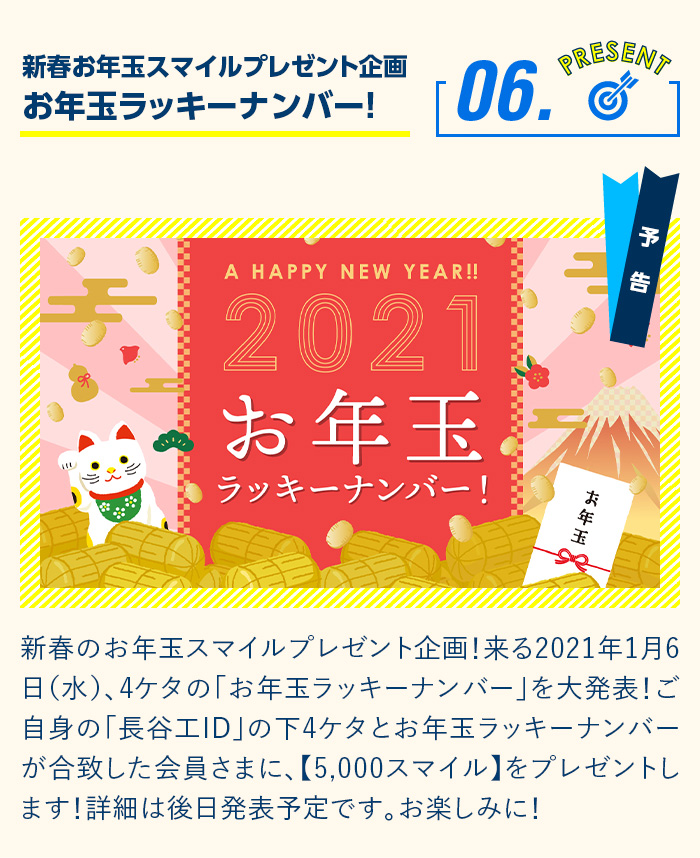 新春お年玉スマイルプレゼント企画
お年玉ラッキーナンバー!
06.
PRESENT
予告
A HAPPY NEW YEAR!!
2021
お年玉
ラッキーナンバー!
お年玉
新春のお年玉スマイルプレゼント企画!来る2021年1月6
日(水)、4ケタの「お年玉ラッキーナンバー」を大発表!ご
自身の「長谷工ID」の下4ケタとお年玉ラッキーナンバー
が合致した会員さまに、【5,000スマイル】をプレゼントし
ます!詳細は後日発表予定です。お楽しみに!